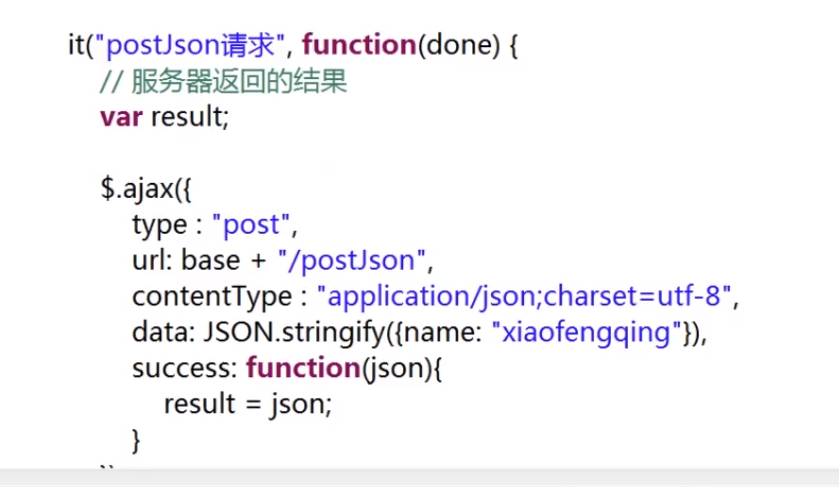 it("postJson请求", function(done) {
// 服务器返回的结果
var result;
$.ajax({
type : "post",
url: base + "/postJson",
contentType : "application/json;charset=utf-8",
data: JSON.stringify({name: "xiaofengqing"}),
success: function(json){
result = json;
}